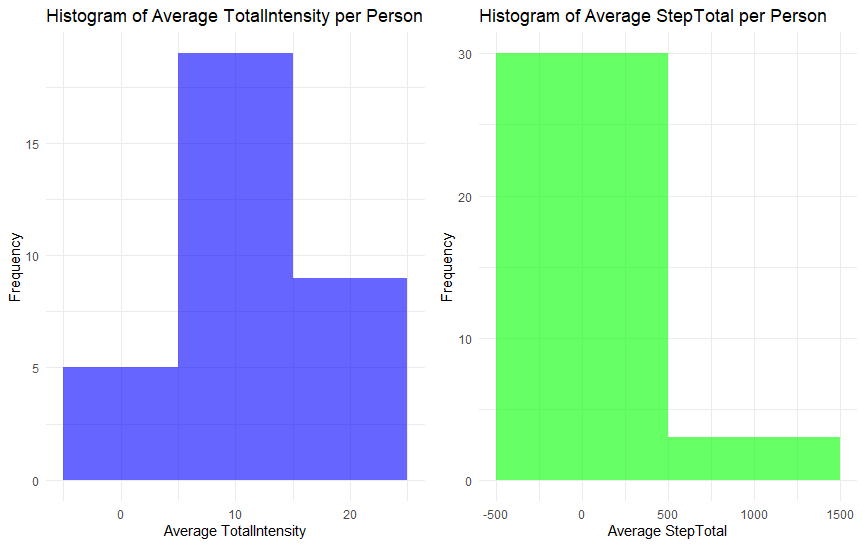 Histogram of Average TotalIntensity per Person
Frequency
15
10
5
0
0 10 20
Average TotalIntensity
Histogram of Average StepTotal per Person
Frequency
30
20
10
0
-500 0 500 1000 1500
Average StepTotal